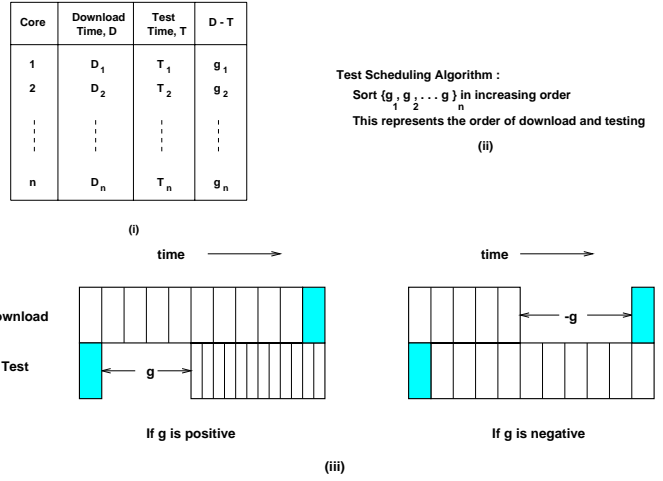 Core Download Time, D Test Time, T D - T
1 D1 T1 g1
2 D2 T2 g2
n Dn Tn gn
(i)
Test Scheduling Algorithm :
Sort {g1, g2, . . . gn} in increasing order
This represents the order of download and testing
(ii)
time
time
ownload
-g
Test
g
If g is positive
If g is negative
(iii)